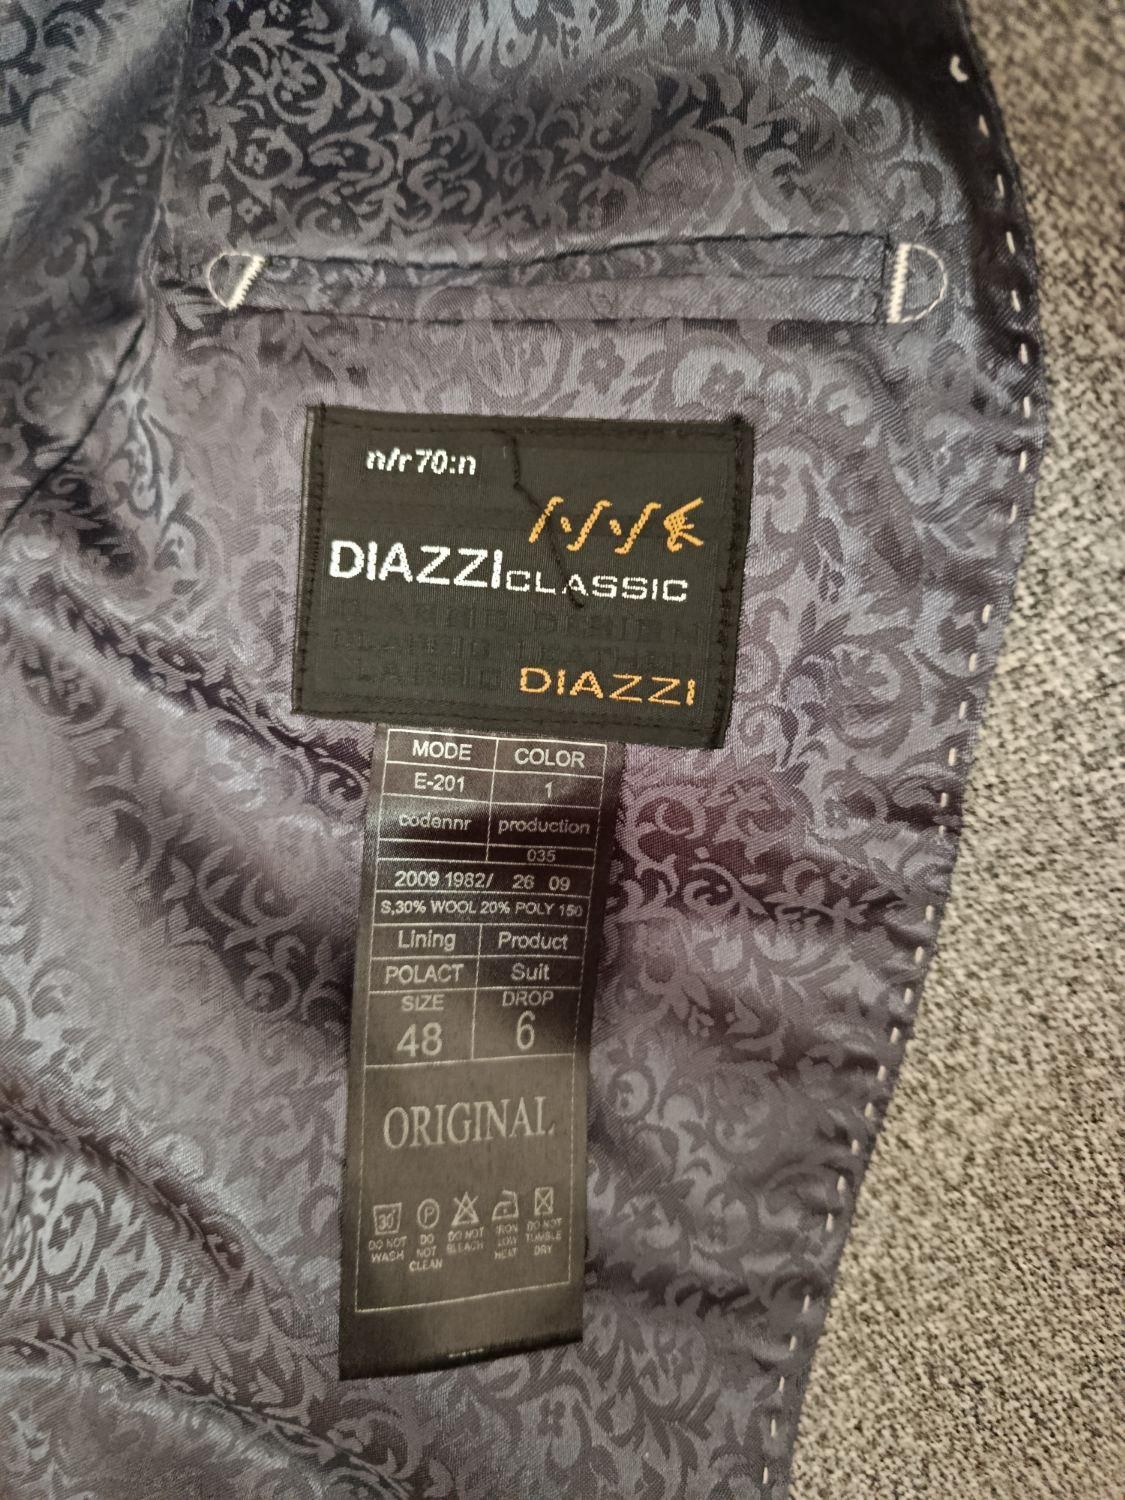 n/r70:n
DIAZZI CLASSIC
DIAZZI
MODE COLOR
E-201 1
codennr production
035
2009 1982/ 26 09
S,30% WOOL 20% POLY 150
Lining Product
POLACT Suit
SIZE DROP
48 6
ORIGINAL
30 P
DO NOT WASH
DO NOT CLEAN
DO NOT BLEACH
IRON LOW HEAT
DO NOT TUMBLE DRY